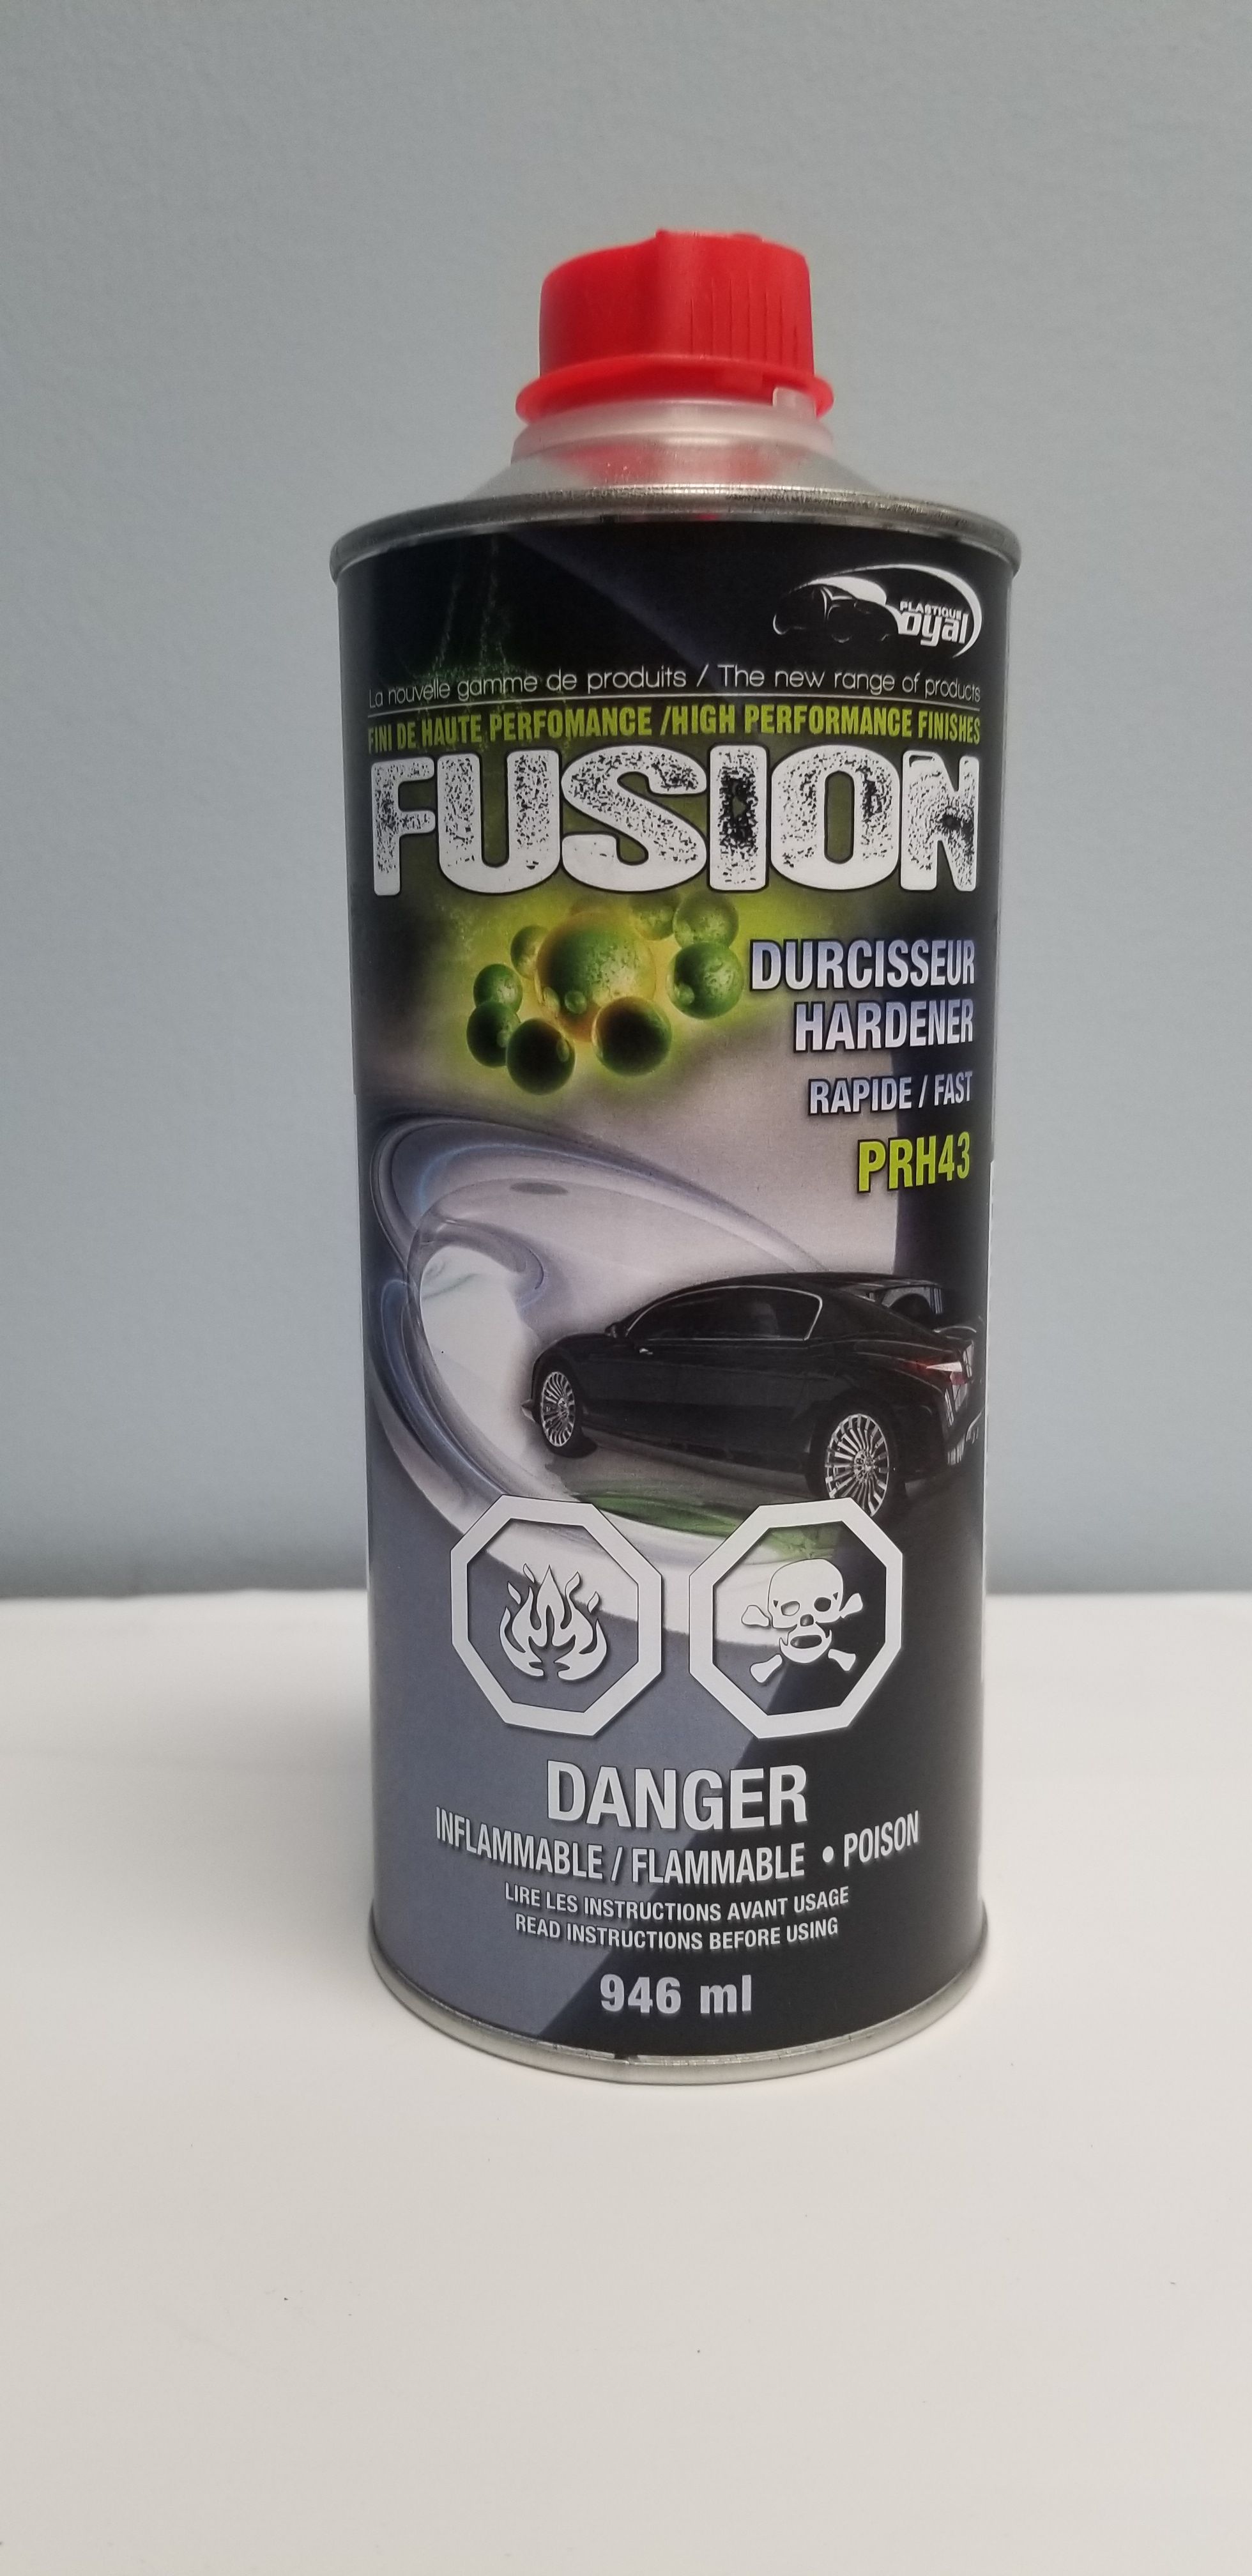 PLASTIQUE
oyal
La nouvelle gamme de produits / The new range of products
FINI DE HAUTE PERFOMANCE /HIGH PERFORMANCE FINISHES
FUSION
DURCISSEUR
HARDENER
RAPIDE / FAST
PRH43
DANGER
INFLAMMABLE / FLAMMABLE • POISON
LIRE LES INSTRUCTIONS AVANT USAGE
READ INSTRUCTIONS BEFORE USING
946 ml